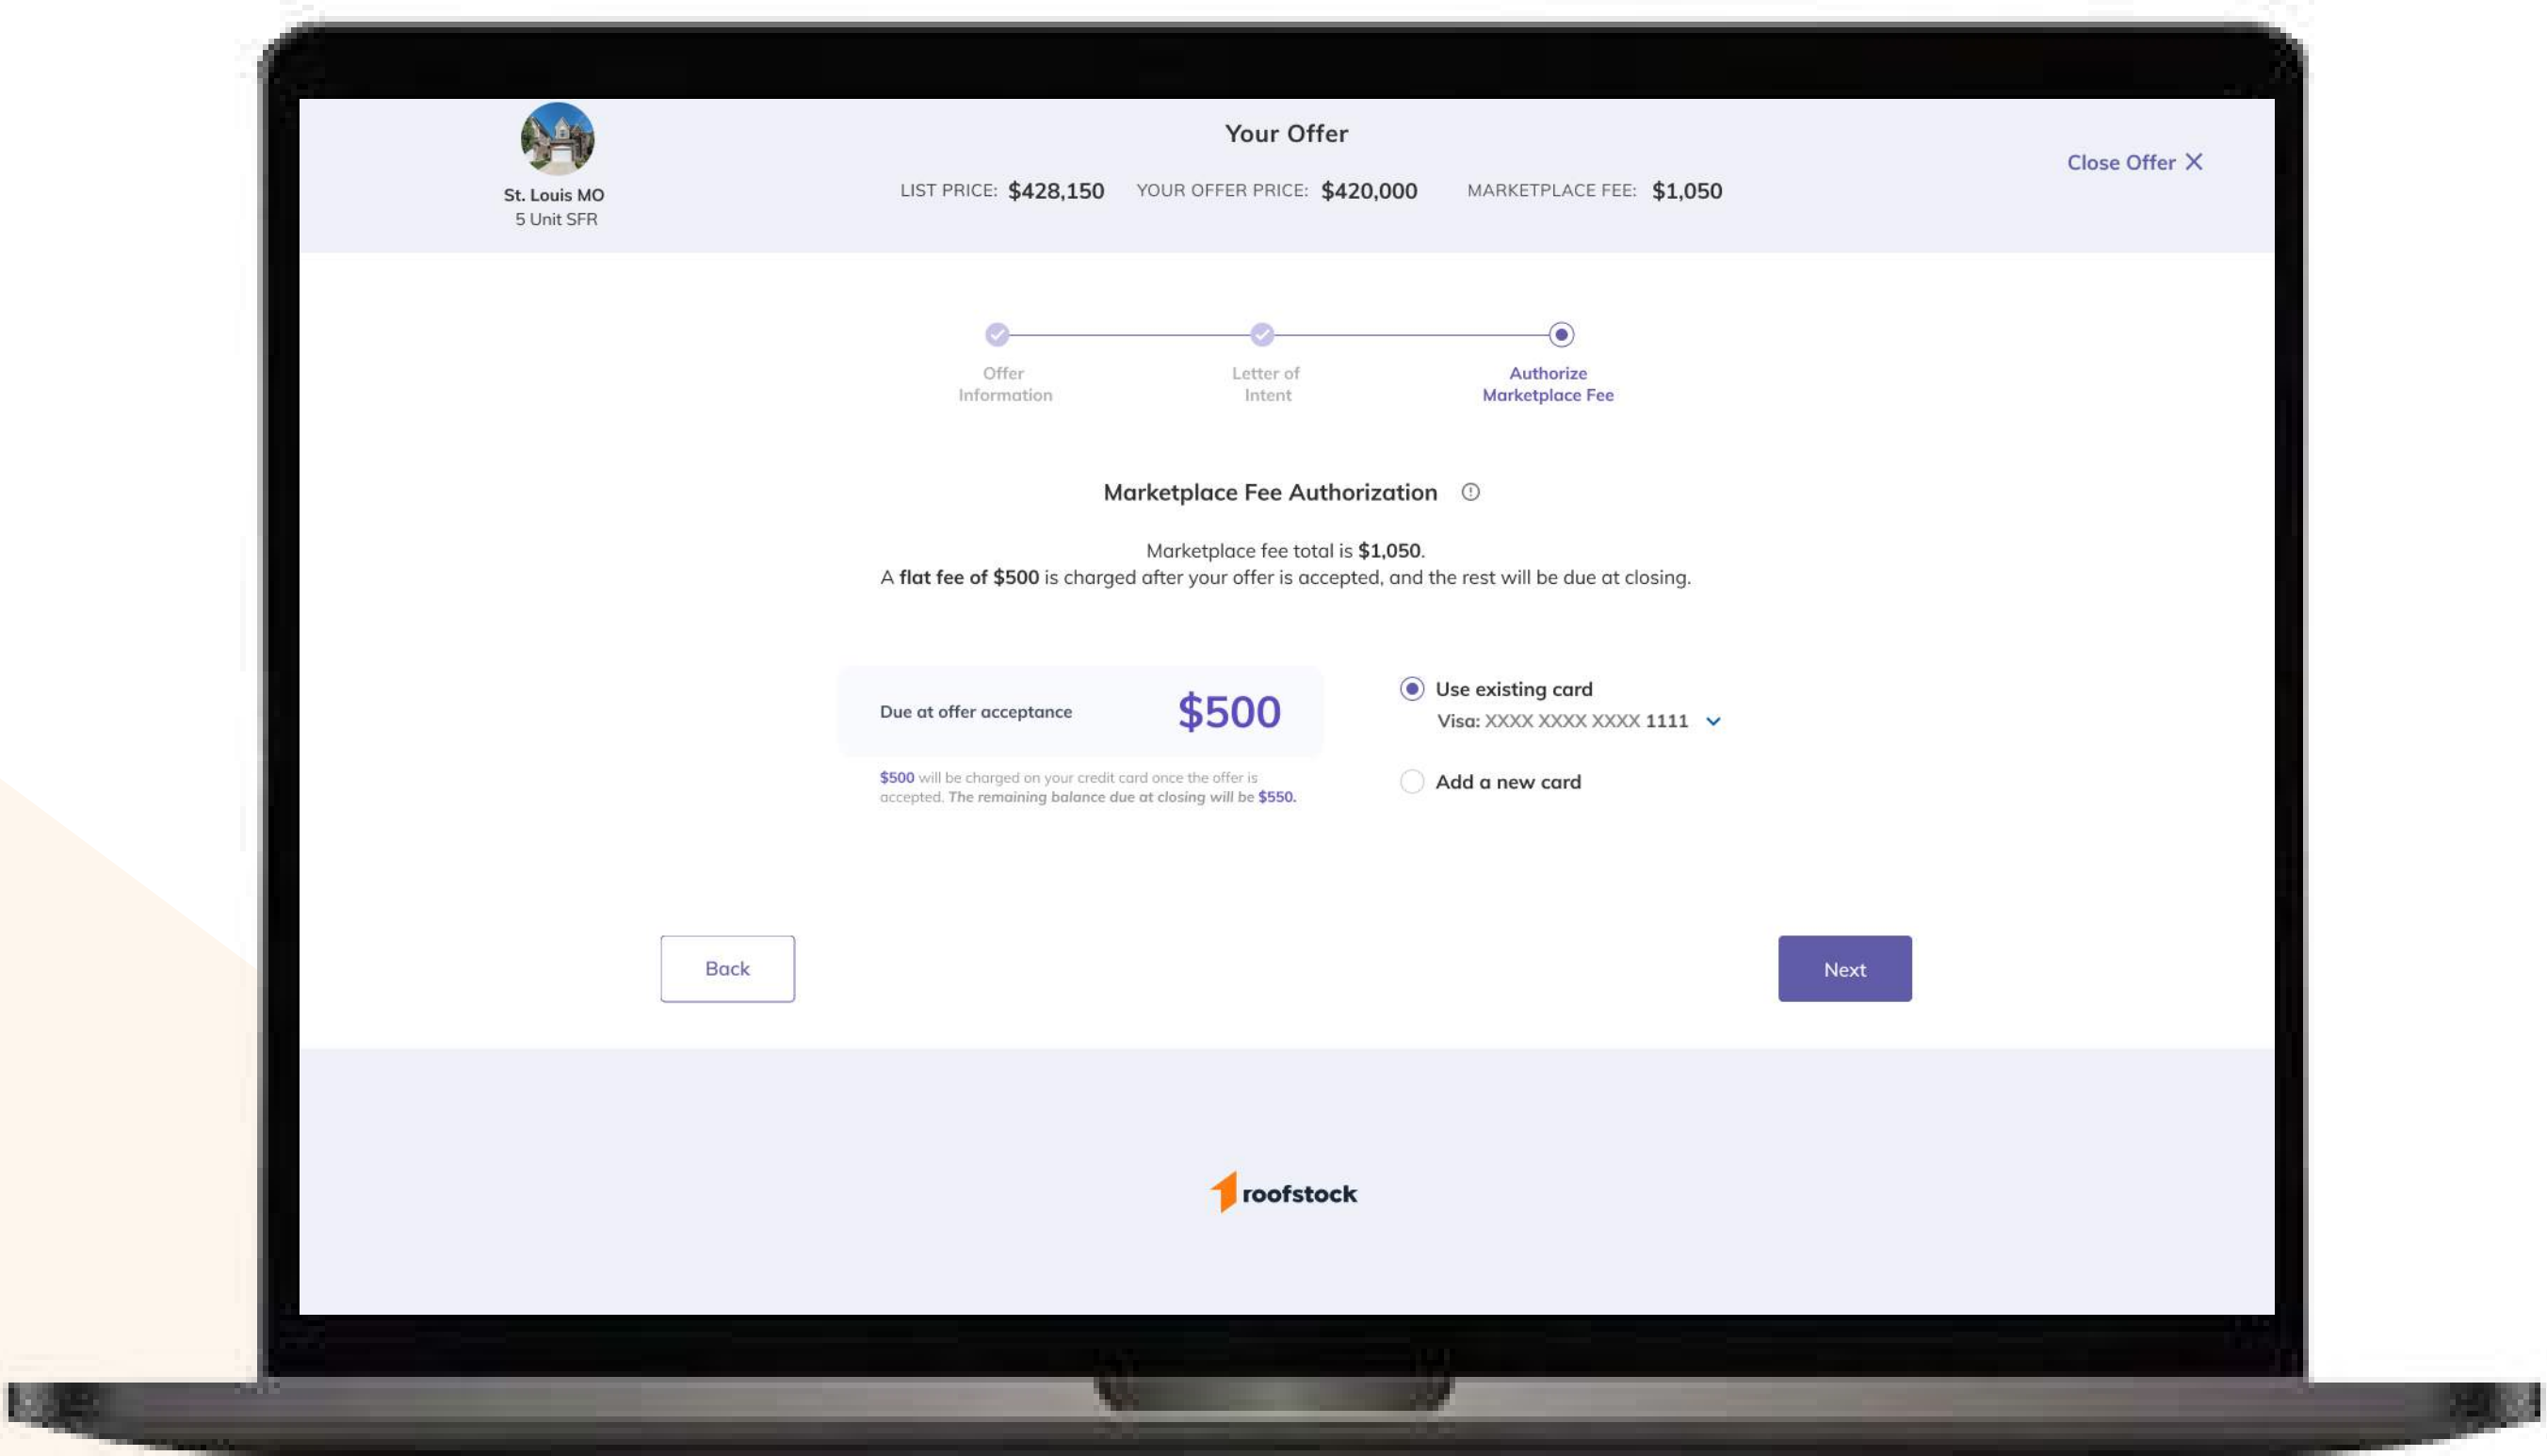 Your Offer
Close Offer
St. Louis MO
5 Unit SFR
LIST PRICE: $428,150 YOUR OFFER PRICE: $420,000 MARKETPLACE FEE: $1,050
Offer
Information
Letter of
Intent
Authorize
Marketplace Fee
Marketplace Fee Authorization
Marketplace fee total is $1,050.
A flat fee of $500 is charged after your offer is accepted, and the rest will be due at closing.
Due at offer acceptance $500
$500 will be charged on your credit card once the offer is
accepted. The remaining balance due at closing will be $550.
Use existing card
Visa: XXXX XXXX XXXX 1111
Add a new card
Back
Next
roofstock